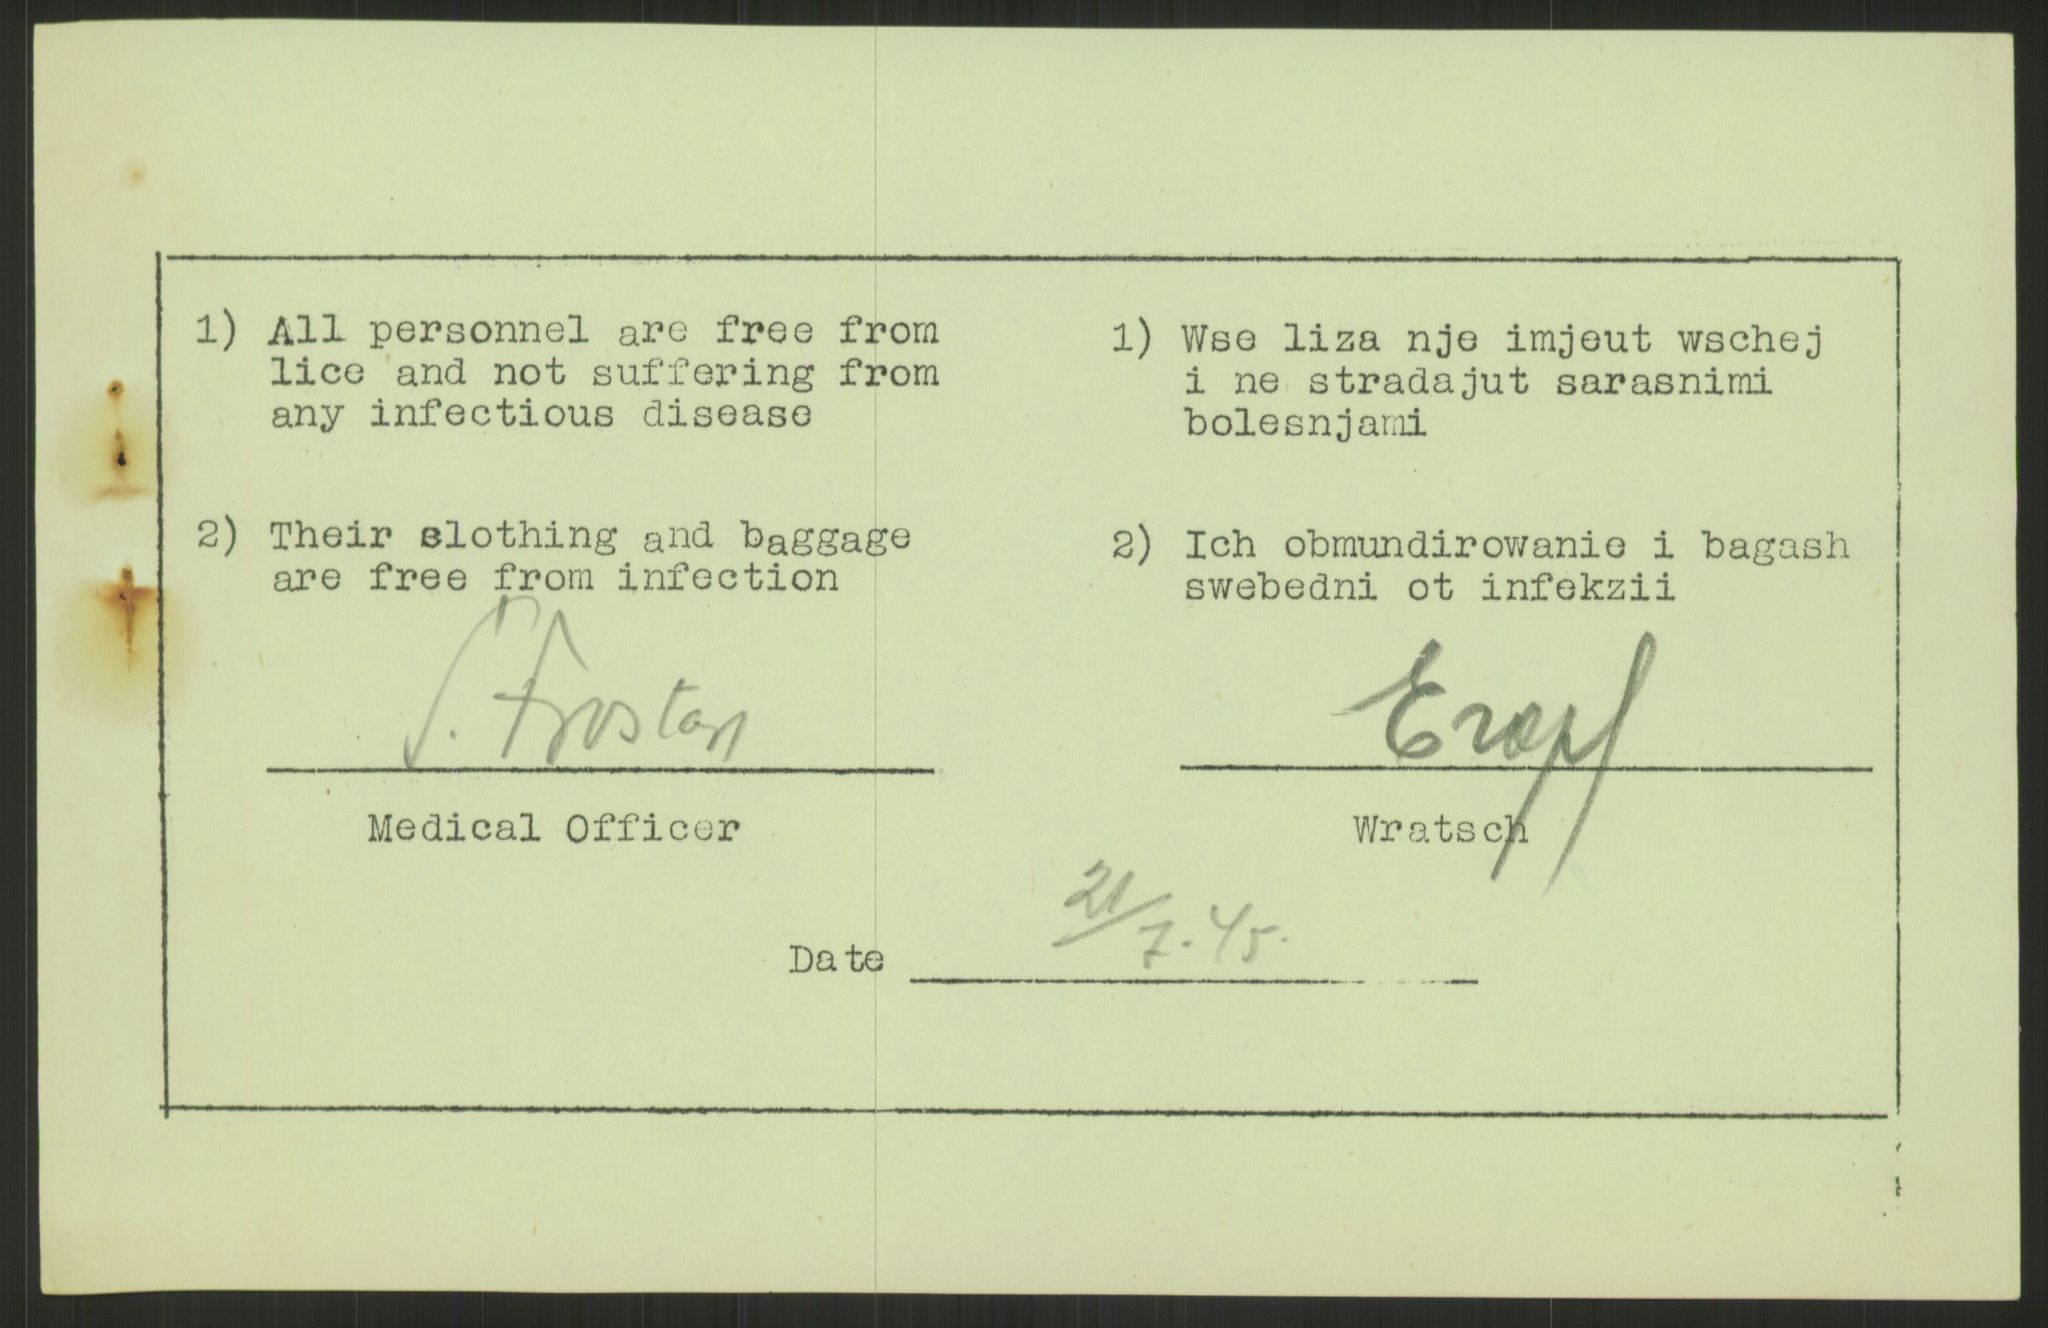 1) All personnel are free from
lice and not suffering from
any infectious disease
2) Their slothing and baggage
are free from infection
Medical Officer
1) Wse liza nje imjeut wschej
i ne stradajut sarasnimi
bolesnjami
2) Ich obmundirowanie i bagash
swebedni ot infekzii
Wratsch
Date 21/7.45.